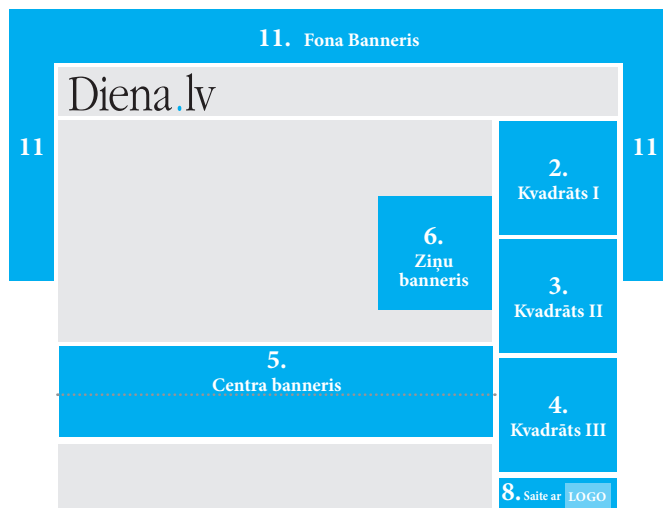 11. Fona Banneris
Diena.lv
11
11
2.
Kvadrāts I
6.
Ziņu
banneris
3.
Kvadrāts II
5.
Centra banneris
4.
Kvadrāts III
8. Saite ar LOGO